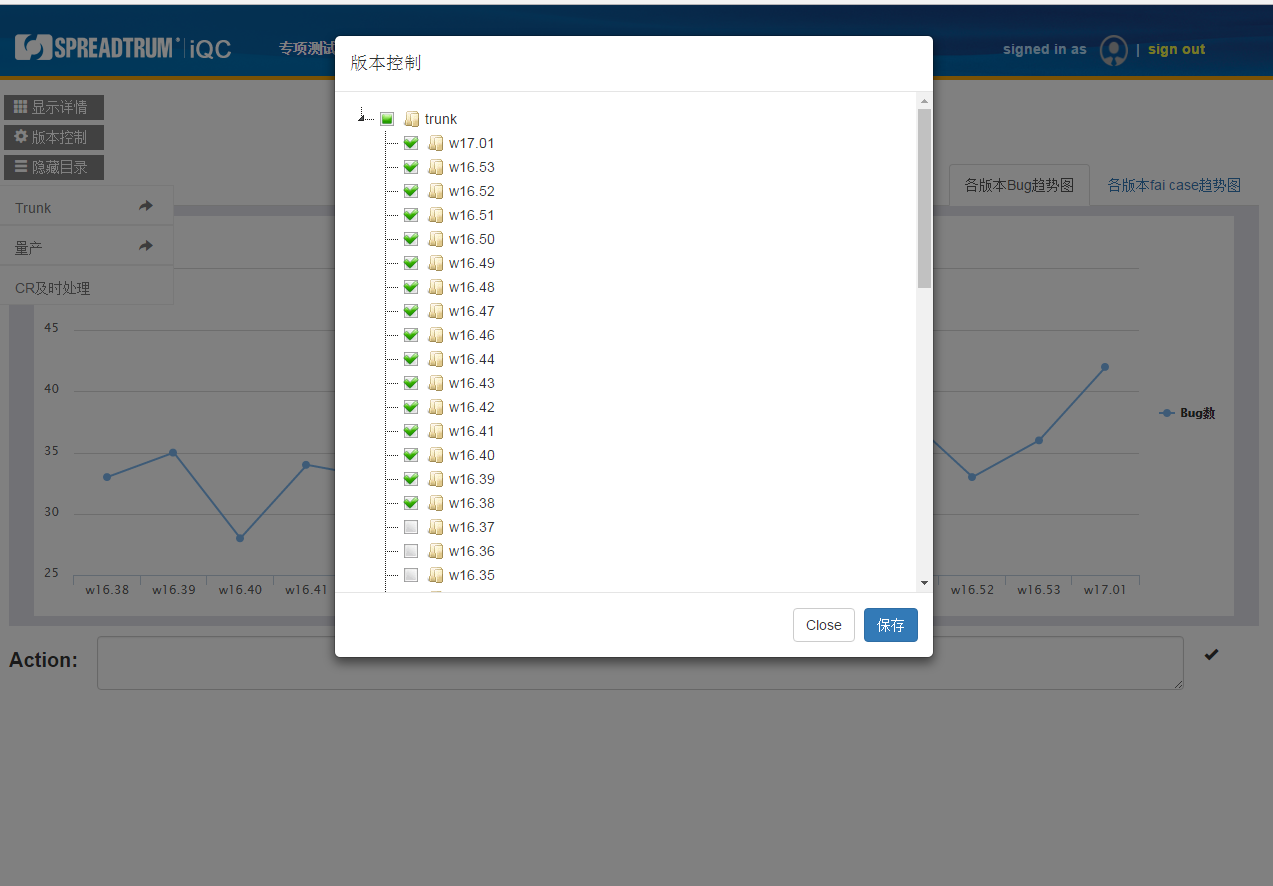 SPREADTRUM® | iQC
专项测试
signed in as | sign out
显示详情
版本控制
隐藏目录
Trunk
量产
CR及时处理
各版本Bug趋势图
各版本fai case趋势图
45
40
35
30
25
w16.38 w16.39 w16.40 w16.41
w16.52 w16.53 w17.01
Bug数
版本控制
trunk
w17.01
w16.53
w16.52
w16.51
w16.50
w16.49
w16.48
w16.47
w16.46
w16.44
w16.43
w16.42
w16.41
w16.40
w16.39
w16.38
w16.37
w16.36
w16.35
Close 保存
Action: